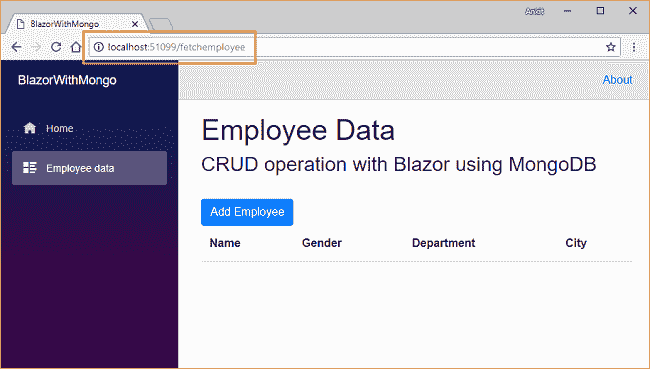 BlazorWithMongo
Ankit
localhost:51099/fetchemployee
BlazorWithMongo
About
Home
Employee data
Employee Data
CRUD operation with Blazor using MongoDB
Add Employee
Name Gender Department City